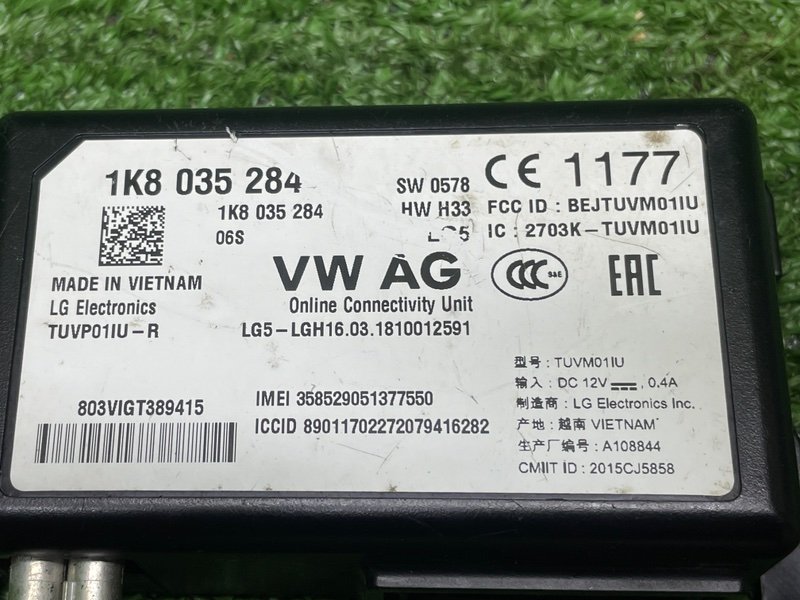 1K8 035 284
1K8 035 284
06S
SW 0578
HW H33
CE 1177
FCC ID : BEJTUVM01IU
IC : 2703K-TUVM01IU
MADE IN VIETNAM
LG Electronics
TUVP01IU-R
VW AG
Online Connectivity Unit
LG5-LGH16.03.1810012591
CCC S&E
EAC
803VIGT389415
IMEI 358529051377550
ICCID 89011702272079416282
型号: TUVM01IU
输入: DC 12V, 0.4A
制造商: LG Electronics Inc.
产地: 越南 VIETNAM
生产厂编号: A108844
CMIIT ID : 2015CJ5858